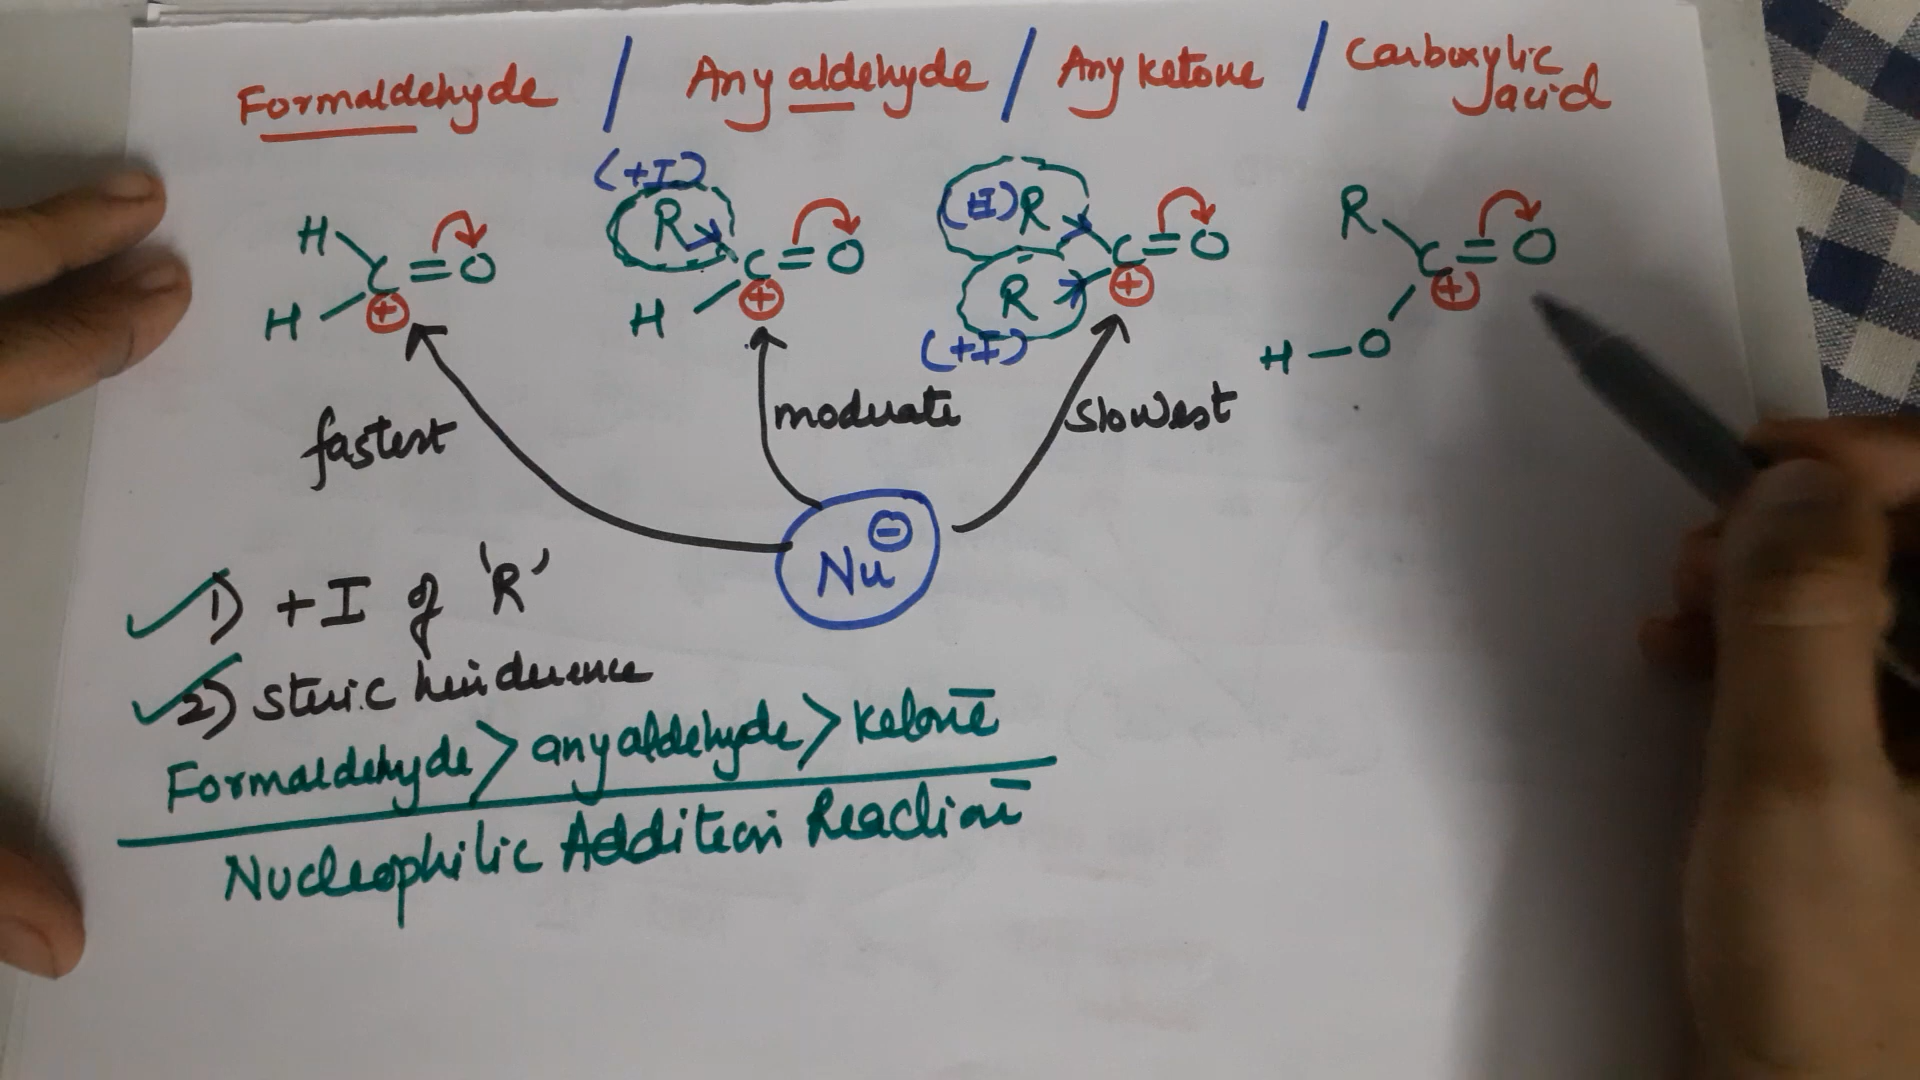 Formaldehyde / Any aldehyde / Any ketone / Carboxylic acid
(+I) (+I)
H R R R
C=O C=O C=O C=O
⊕ ⊕ ⊕ ⊕
H H R H-O
(+I)
fastest moderate slowest
Nu⊖
1) +I of 'R'
2) Steric hinderence
Formaldehyde > any aldehyde > Ketone
Nucleophilic Addition Reaction